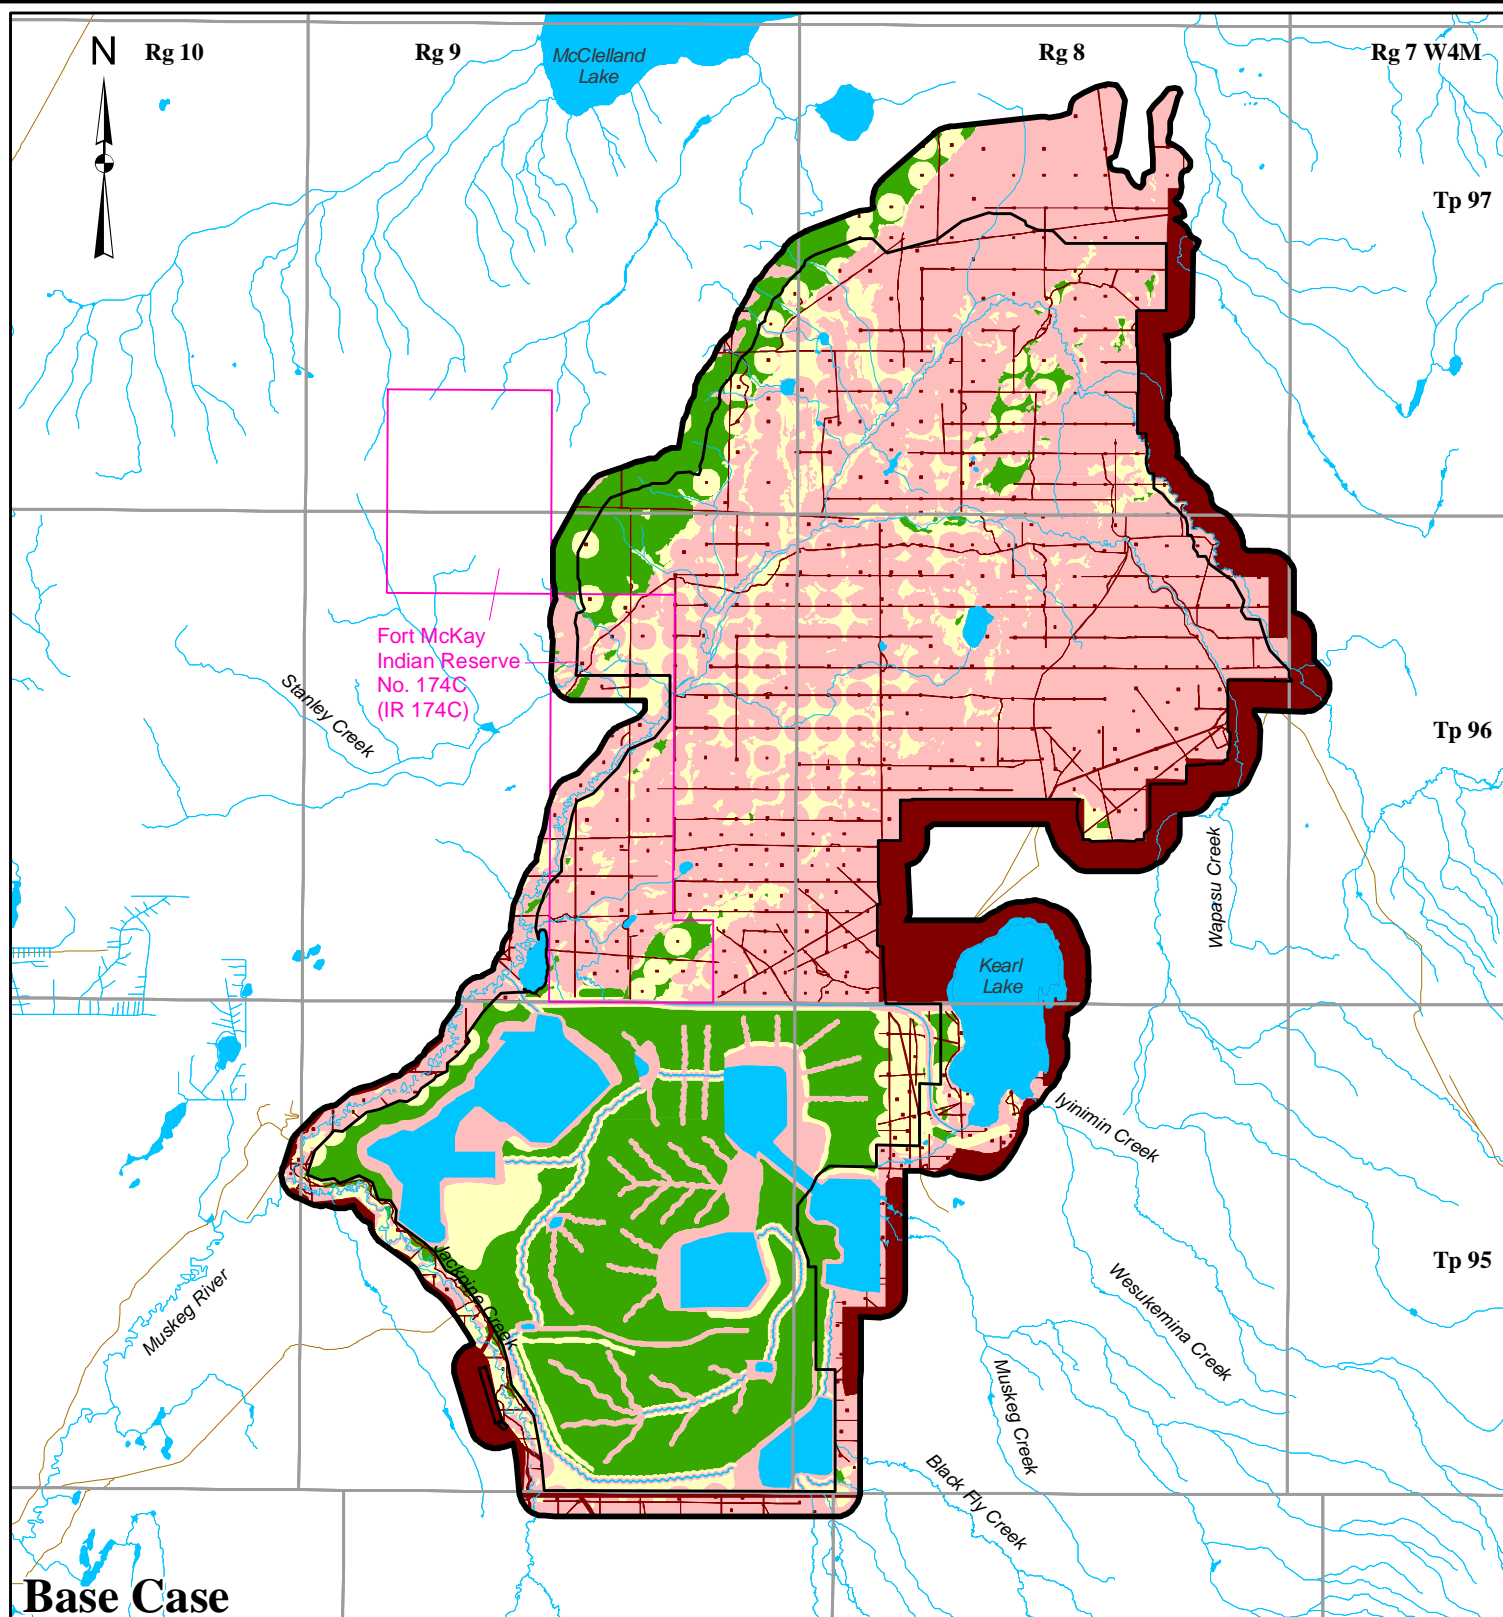 N
Rg 10
Rg 9
McClelland
Lake
Rg 8
Rg 7 W4M
Tp 97
Fort McKay
Indian Reserve
No. 174C
(IR 174C)
Stanley Creek
Tp 96
Wapasu Creek
Kearl
Lake
Iyinimin Creek
Tp 95
Wesukemina Creek
Jackpine Creek
Muskeg River
Muskeg Creek
Black Fly Creek
Base Case